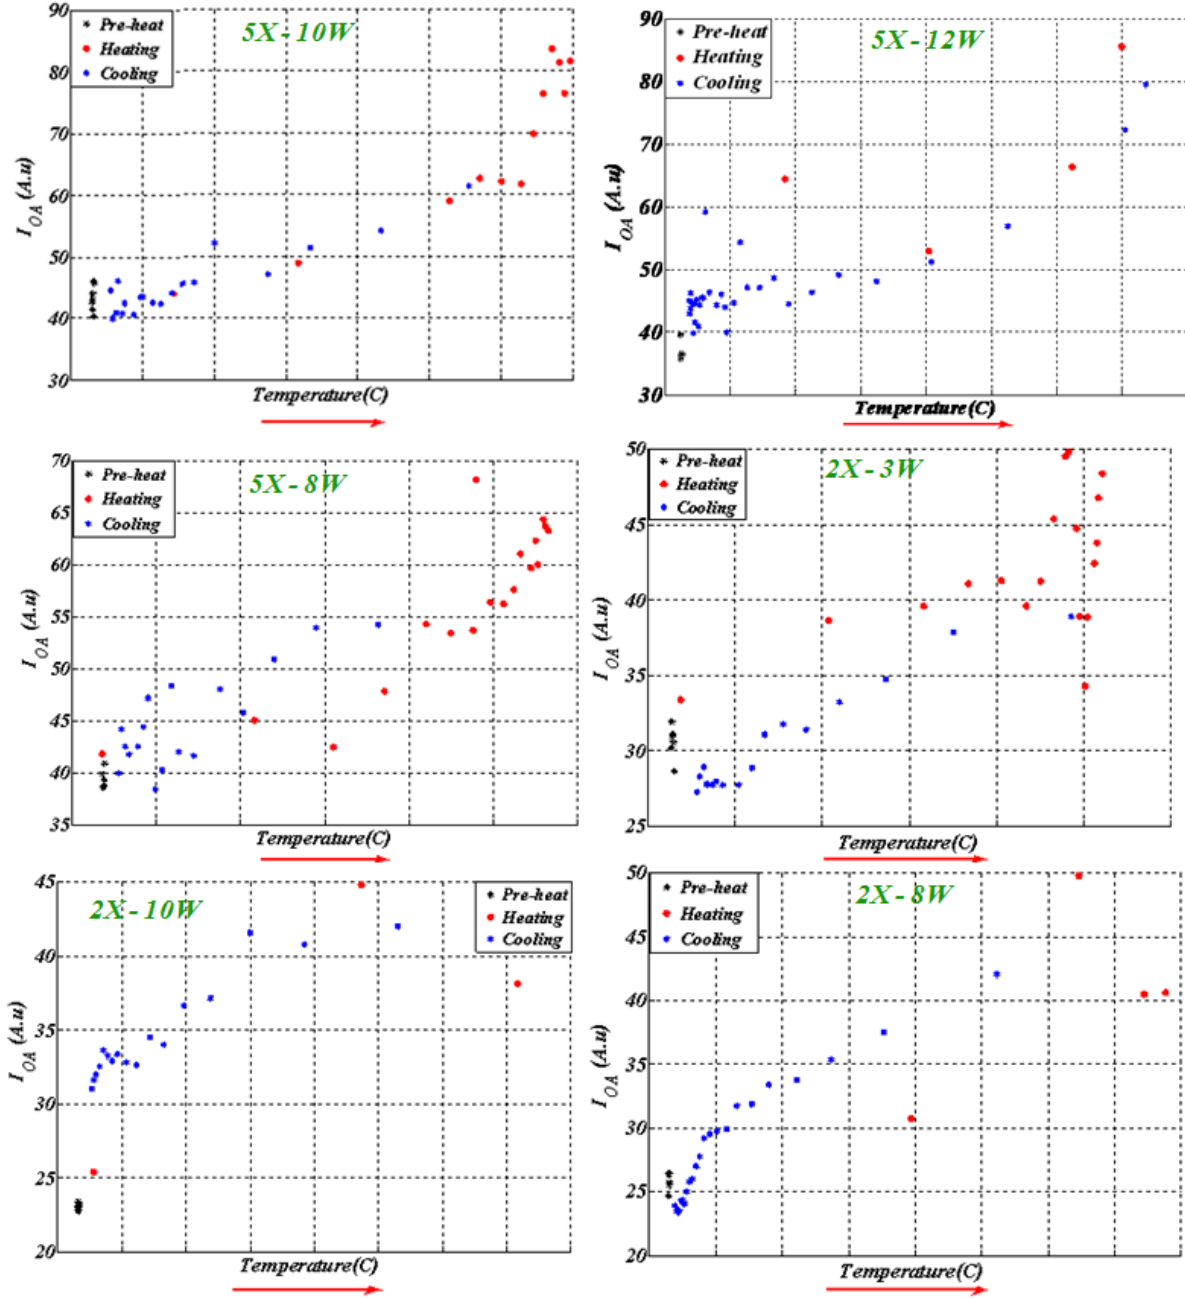 5X-10W
Pre-heat
Heating
Cooling
I_OA (A.u)
90
80
70
60
50
40
30
Temperature(C)
5X-12W
Pre-heat
Heating
Cooling
I_OA (A.u)
90
80
70
60
50
40
30
Temperature(C)
5X-8W
Pre-heat
Heating
Cooling
I_OA (A.u)
70
65
60
55
50
45
40
35
Temperature(C)
2X-3W
Pre-heat
Heating
Cooling
I_OA (A.u)
50
45
40
35
30
25
Temperature(C)
2X-10W
Pre-heat
Heating
Cooling
I_OA (A.u)
45
40
35
30
25
20
Temperature(C)
2X-8W
Pre-heat
Heating
Cooling
I_OA (A.u)
50
45
40
35
30
25
20
Temperature(C)